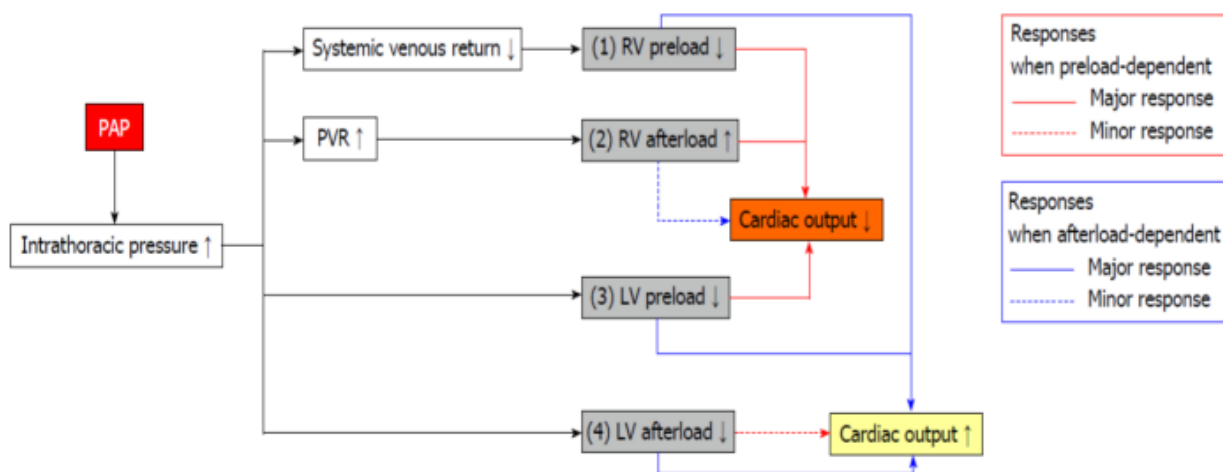 Systemic venous return ↓
(1) RV preload ↓
PAP
PVR ↑
(2) RV afterload ↑
Cardiac output ↓
Intrathoracic pressure ↑
(3) LV preload ↓
(4) LV afterload ↓
Cardiac output ↑
Responses
when preload-dependent
Major response
Minor response
Responses
when afterload-dependent
Major response
Minor response